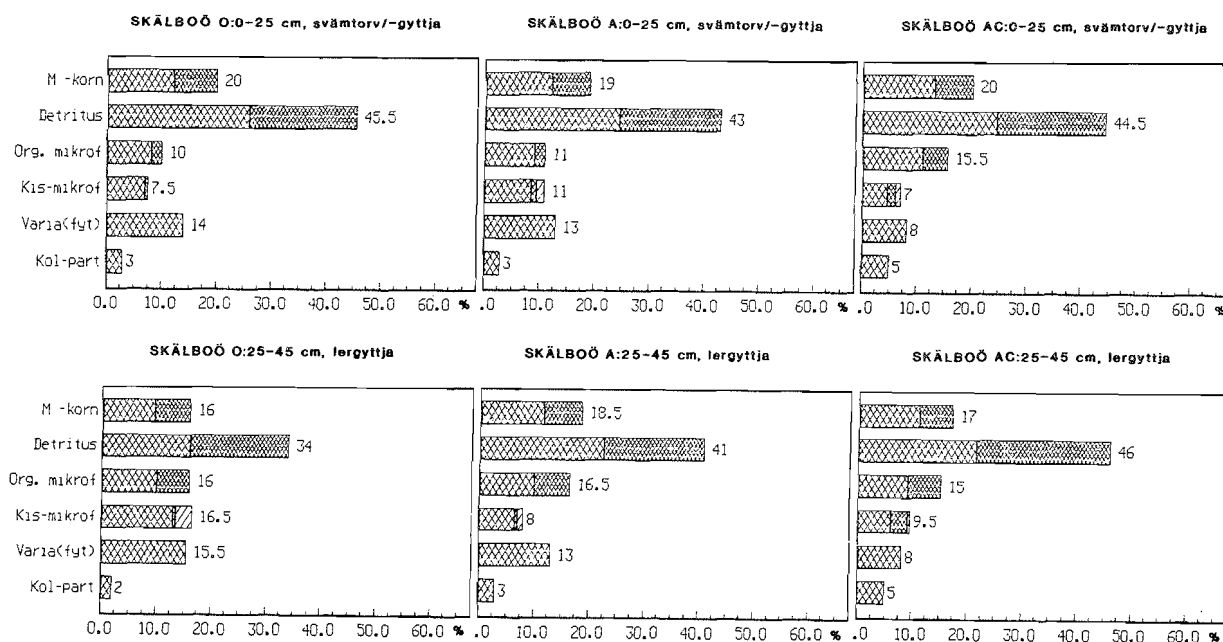 SKÄLBOÖ O:0-25 cm, svämtorv/-gyttja
SKÄLBOÖ A:0-25 cm, svämtorv/-gyttja
SKÄLBOÖ AC:0-25 cm, svämtorv/-gyttja
M -korn 20 19 20
Detritus 45.5 43 44.5
Org. mikrof 10 11 15.5
Kis-mikrof 7.5 11 7
Varia(fyt) 14 13 8
Kol-part 3 3 5
0.0 10.0 20.0 30.0 40.0 50.0 60.0 %
.0 10.0 20.0 30.0 40.0 50.0 60.0 %
.0 10.0 20.0 30.0 40.0 50.0 60.0 %
SKÄLBOÖ O:25-45 cm, lergyttja
SKÄLBOÖ A:25-45 cm, lergyttja
SKÄLBOÖ AC:25-45 cm, lergyttja
M -korn 16 18.5 17
Detritus 34 41 46
Org. mikrof 16 16.5 15
Kis-mikrof 16.5 8 9.5
Varia(fyt) 15.5 13 8
Kol-part 2 3 5
.0 10.0 20.0 30.0 40.0 50.0 60.0 %
.0 10.0 20.0 30.0 40.0 50.0 60.0 %
.0 10.0 20.0 30.0 40.0 50.0 60.0 %